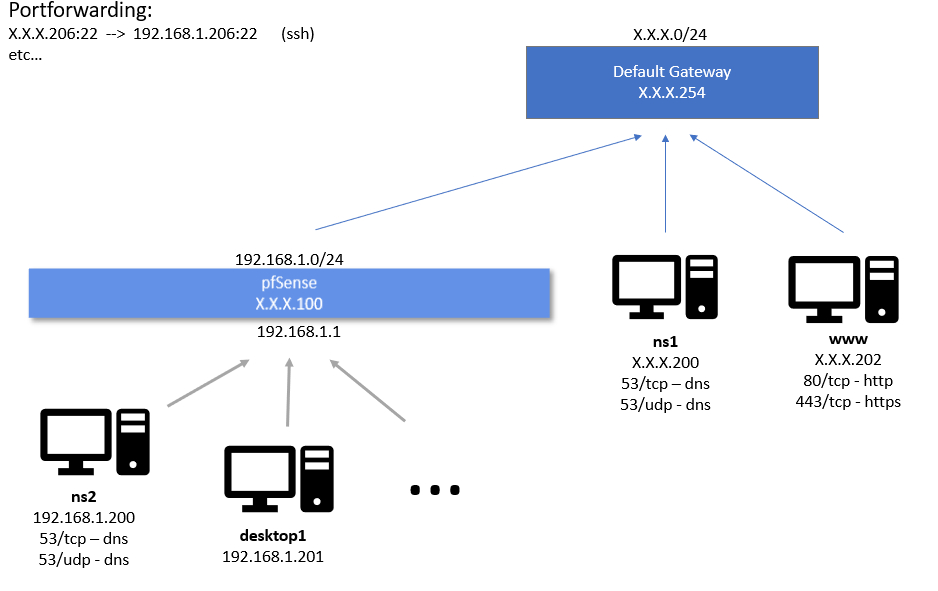 Portforwarding:
X.X.X.206:22 --> 192.168.1.206:22 (ssh)
etc...
X.X.X.0/24
Default Gateway
X.X.X.254
192.168.1.0/24
pfSense
X.X.X.100
192.168.1.1
ns1
X.X.X.200
53/tcp – dns
53/udp - dns
www
X.X.X.202
80/tcp - http
443/tcp - https
ns2
192.168.1.200
53/tcp – dns
53/udp - dns
desktop1
192.168.1.201
...